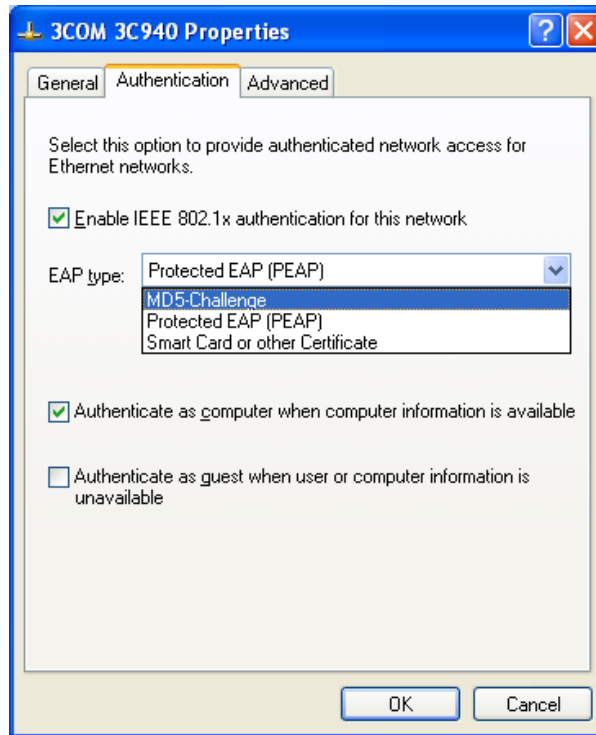 3COM 3C940 Properties
General Authentication Advanced
Select this option to provide authenticated network access for
Ethernet networks.
Enable IEEE 802.1x authentication for this network
EAP type: Protected EAP (PEAP)
MD5-Challenge
Protected EAP (PEAP)
Smart Card or other Certificate
Authenticate as computer when computer information is available
Authenticate as guest when user or computer information is
unavailable
OK Cancel